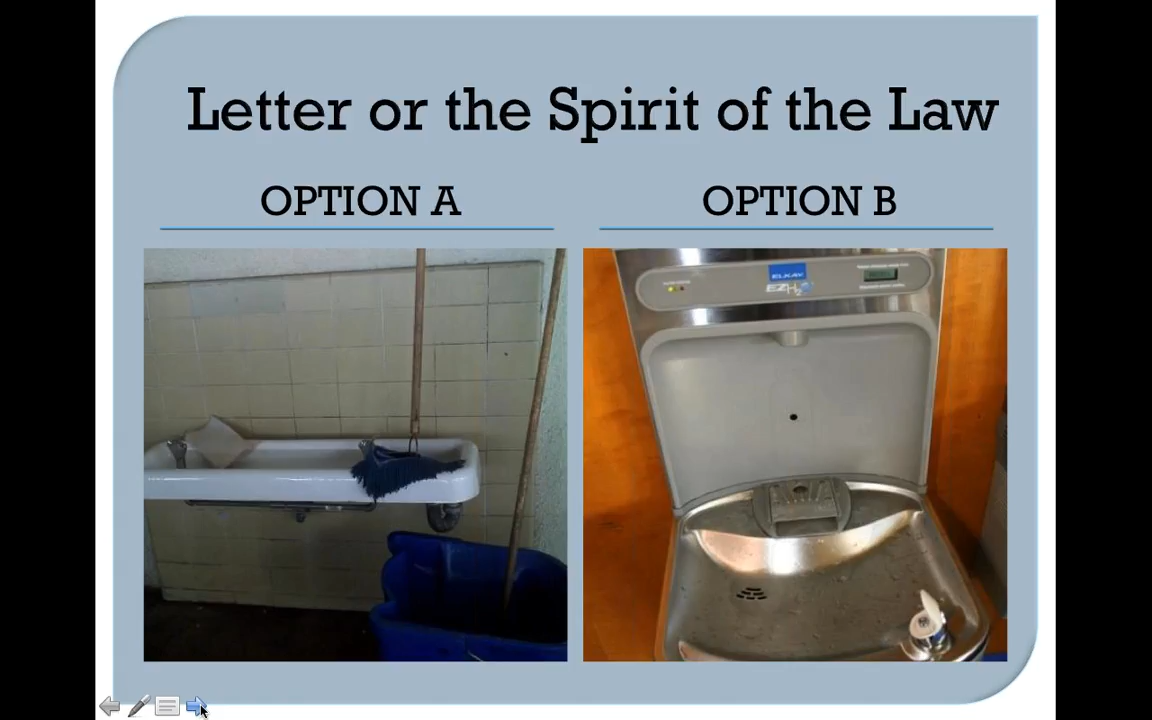 Letter or the Spirit of the Law
OPTION A
OPTION B
ELKAY
EZH2O